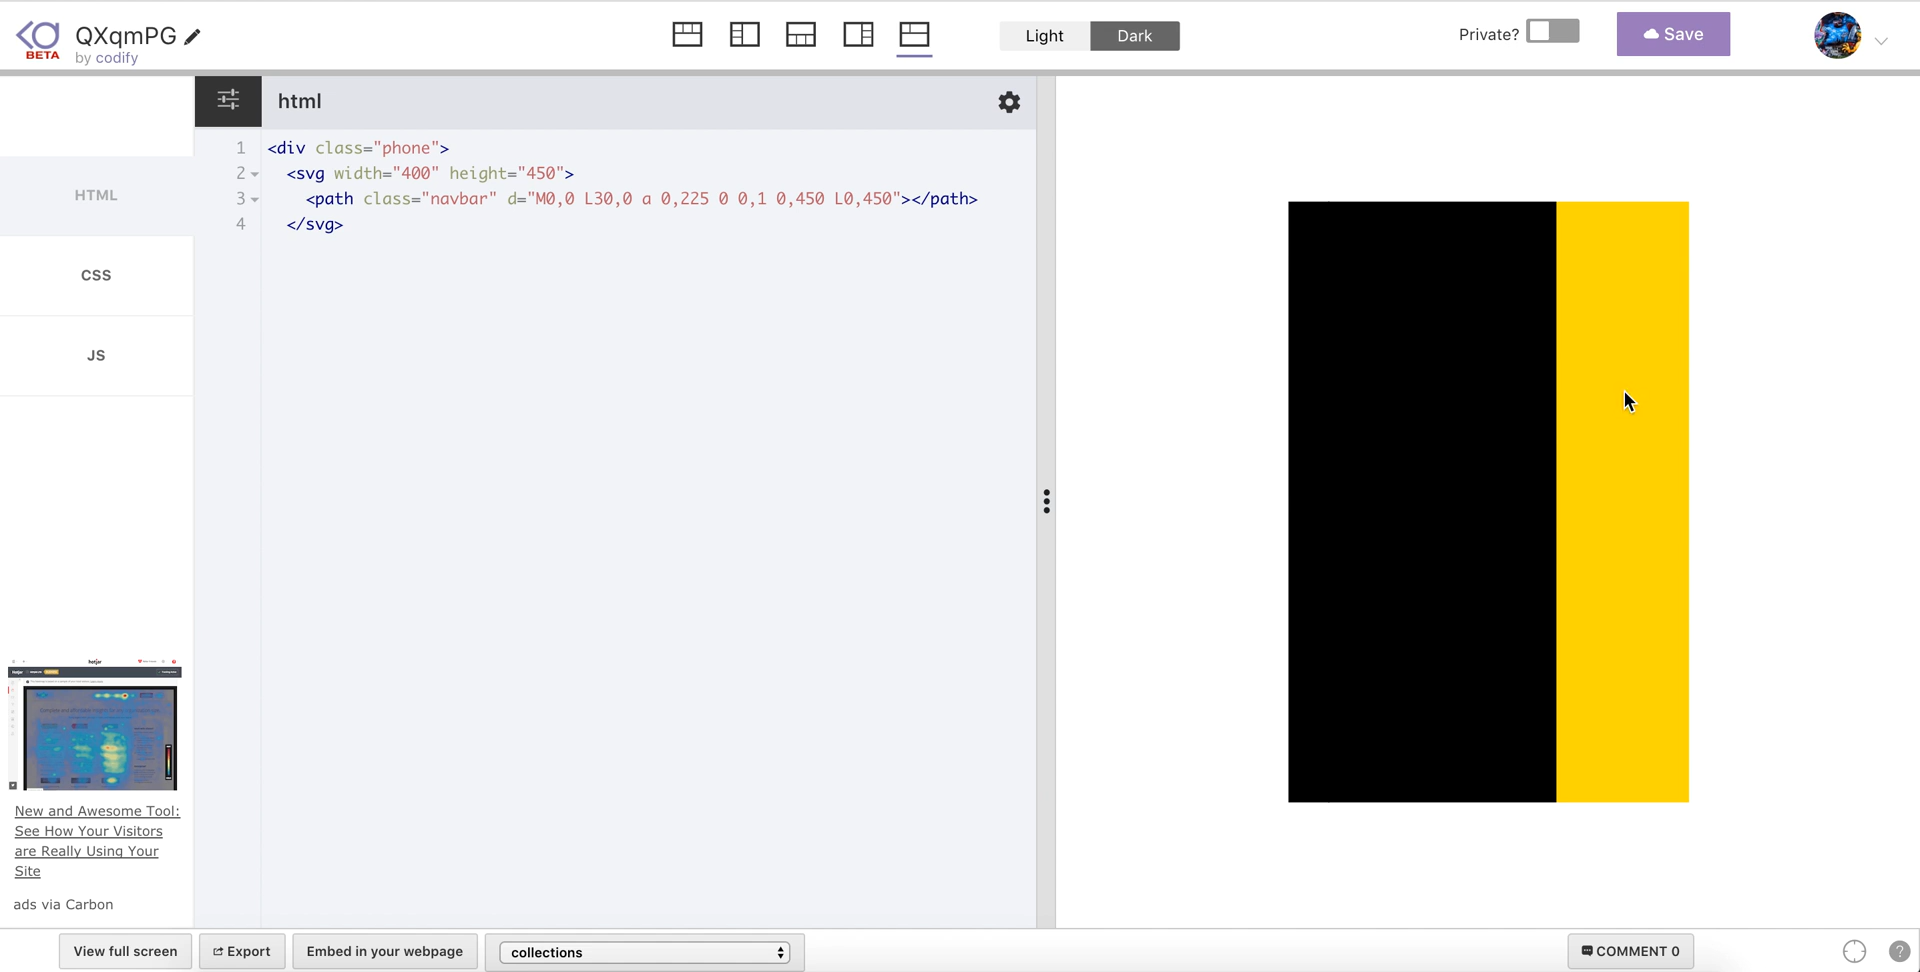 QXqmPG
BETA
by codify
Light
Dark
Private?
Save
html
HTML
CSS
JS
1 <div class="phone">
2 <svg width="400" height="450">
3 <path class="navbar" d="M0,0 L30,0 a 0,225 0 0,1 0,450 L0,450"></path>
4 </svg>
hotjar
New and Awesome Tool:
See How Your Visitors
are Really Using Your
Site
ads via Carbon
View full screen
Export
Embed in your webpage
collections
COMMENT 0
?